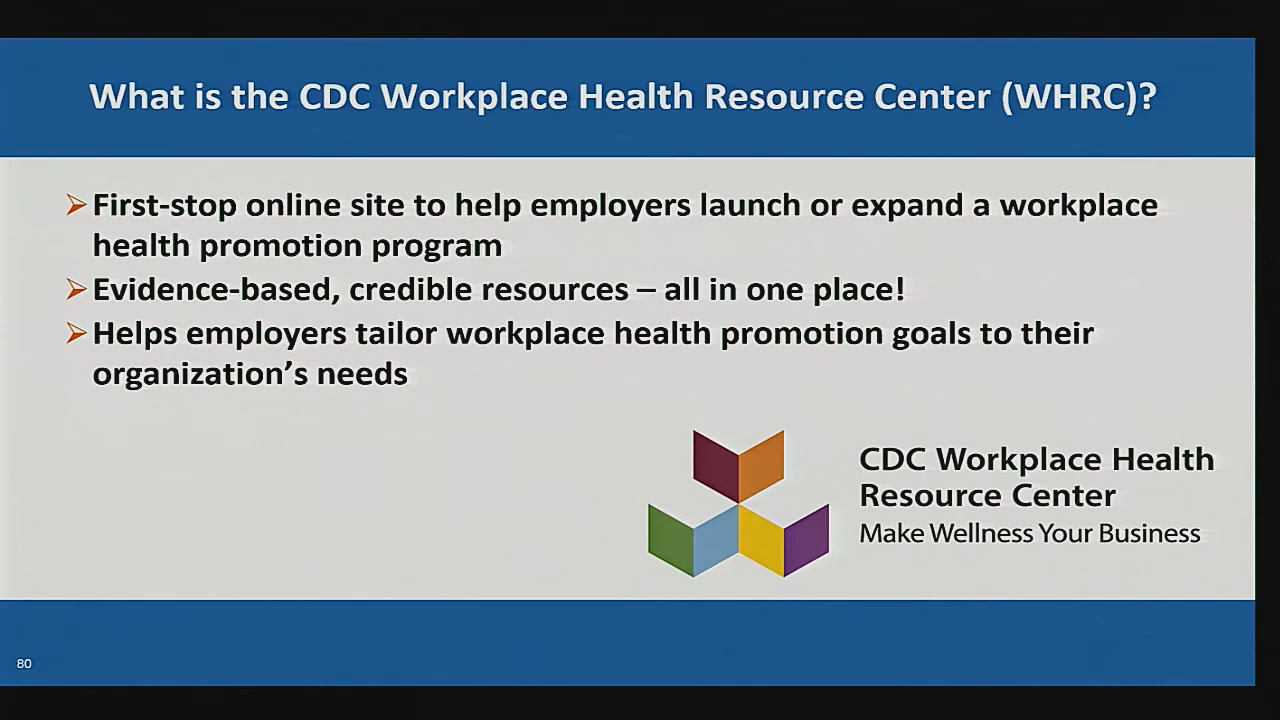 What is the CDC Workplace Health Resource Center (WHRC)?
First-stop online site to help employers launch or expand a workplace
health promotion program
Evidence-based, credible resources – all in one place!
Helps employers tailor workplace health promotion goals to their
organization’s needs
CDC Workplace Health
Resource Center
Make Wellness Your Business
80